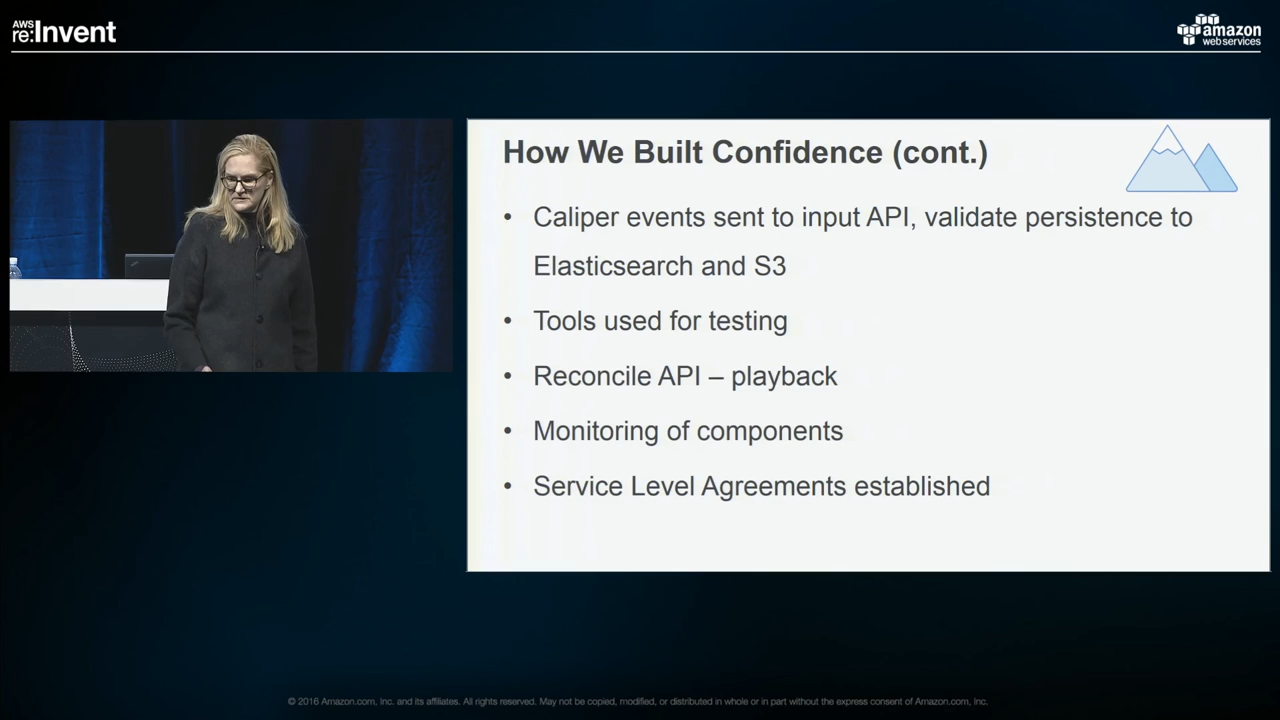 AWS
re:Invent
amazon
web services
How We Built Confidence (cont.)
• Caliper events sent to input API, validate persistence to
Elasticsearch and S3
• Tools used for testing
• Reconcile API – playback
• Monitoring of components
• Service Level Agreements established
© 2016 Amazon.com, Inc. and its affiliates. All rights reserved. May not be copied, modified, or distributed in whole or in part without the express consent of Amazon.com, Inc.